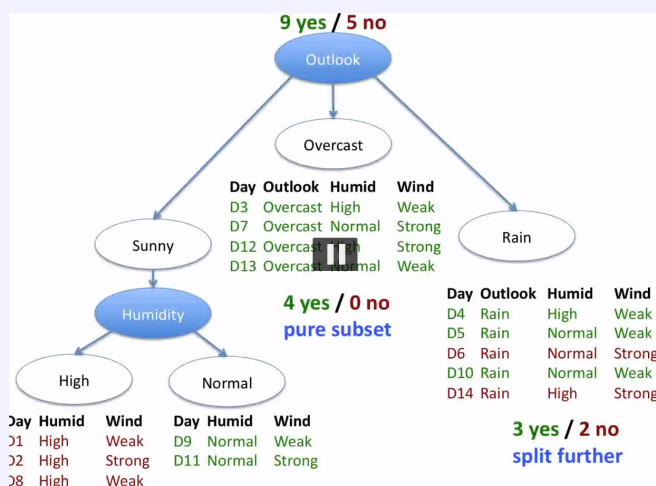 9 yes / 5 no
Outlook
Overcast
Day Outlook Humid Wind
D3 Overcast High Weak
D7 Overcast Normal Strong
D12 Overcast Strong
D13 Overcast Normal Weak
4 yes / 0 no
pure subset
Sunny
Humidity
High
Normal
Day Humid Wind
D1 High Weak
D2 High Strong
D8 High Weak
Day Humid Wind
D9 Normal Weak
D11 Normal Strong
Rain
Day Outlook Humid Wind
D4 Rain High Weak
D5 Rain Normal Weak
D6 Rain Normal Strong
D10 Rain Normal Weak
D14 Rain High Strong
3 yes / 2 no
split further